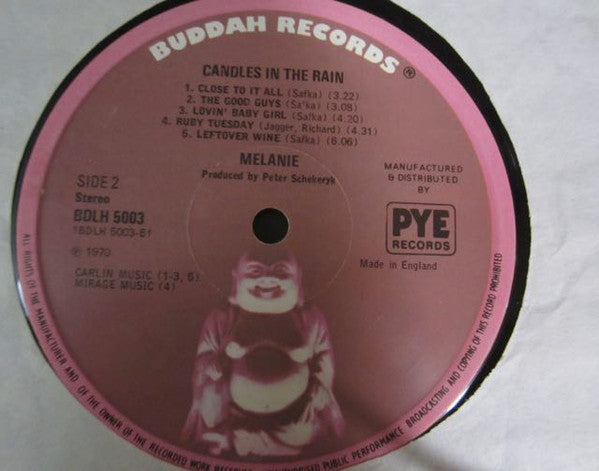 BUDDAH RECORDS ®
CANDLES IN THE RAIN
1. CLOSE TO IT ALL (Safka) (3.22)
2. THE GOOD GUYS (Safka) (3.08)
3. LOVIN' BABY GIRL (Safka) (4.20)
4. RUBY TUESDAY (Jagger, Richard) (4.31)
5. LEFTOVER WINE (Safka) (6.06)
MELANIE
Produced by Peter Schekeryk
SIDE 2
Stereo
BDLH 5003
℗ 1970
CARLIN MUSIC (1-3, 5)
MIRAGE MUSIC (4)
MANUFACTURED
& DISTRIBUTED
BY
PYE
RECORDS
Made in England
ALL RIGHTS OF THE MANUFACTURER AND OF THE OWNER OF THE RECORDED WORK PUBLIC PERFORMANCE BROADCASTING AND COPYING OF THIS RECORD PROHIBITED